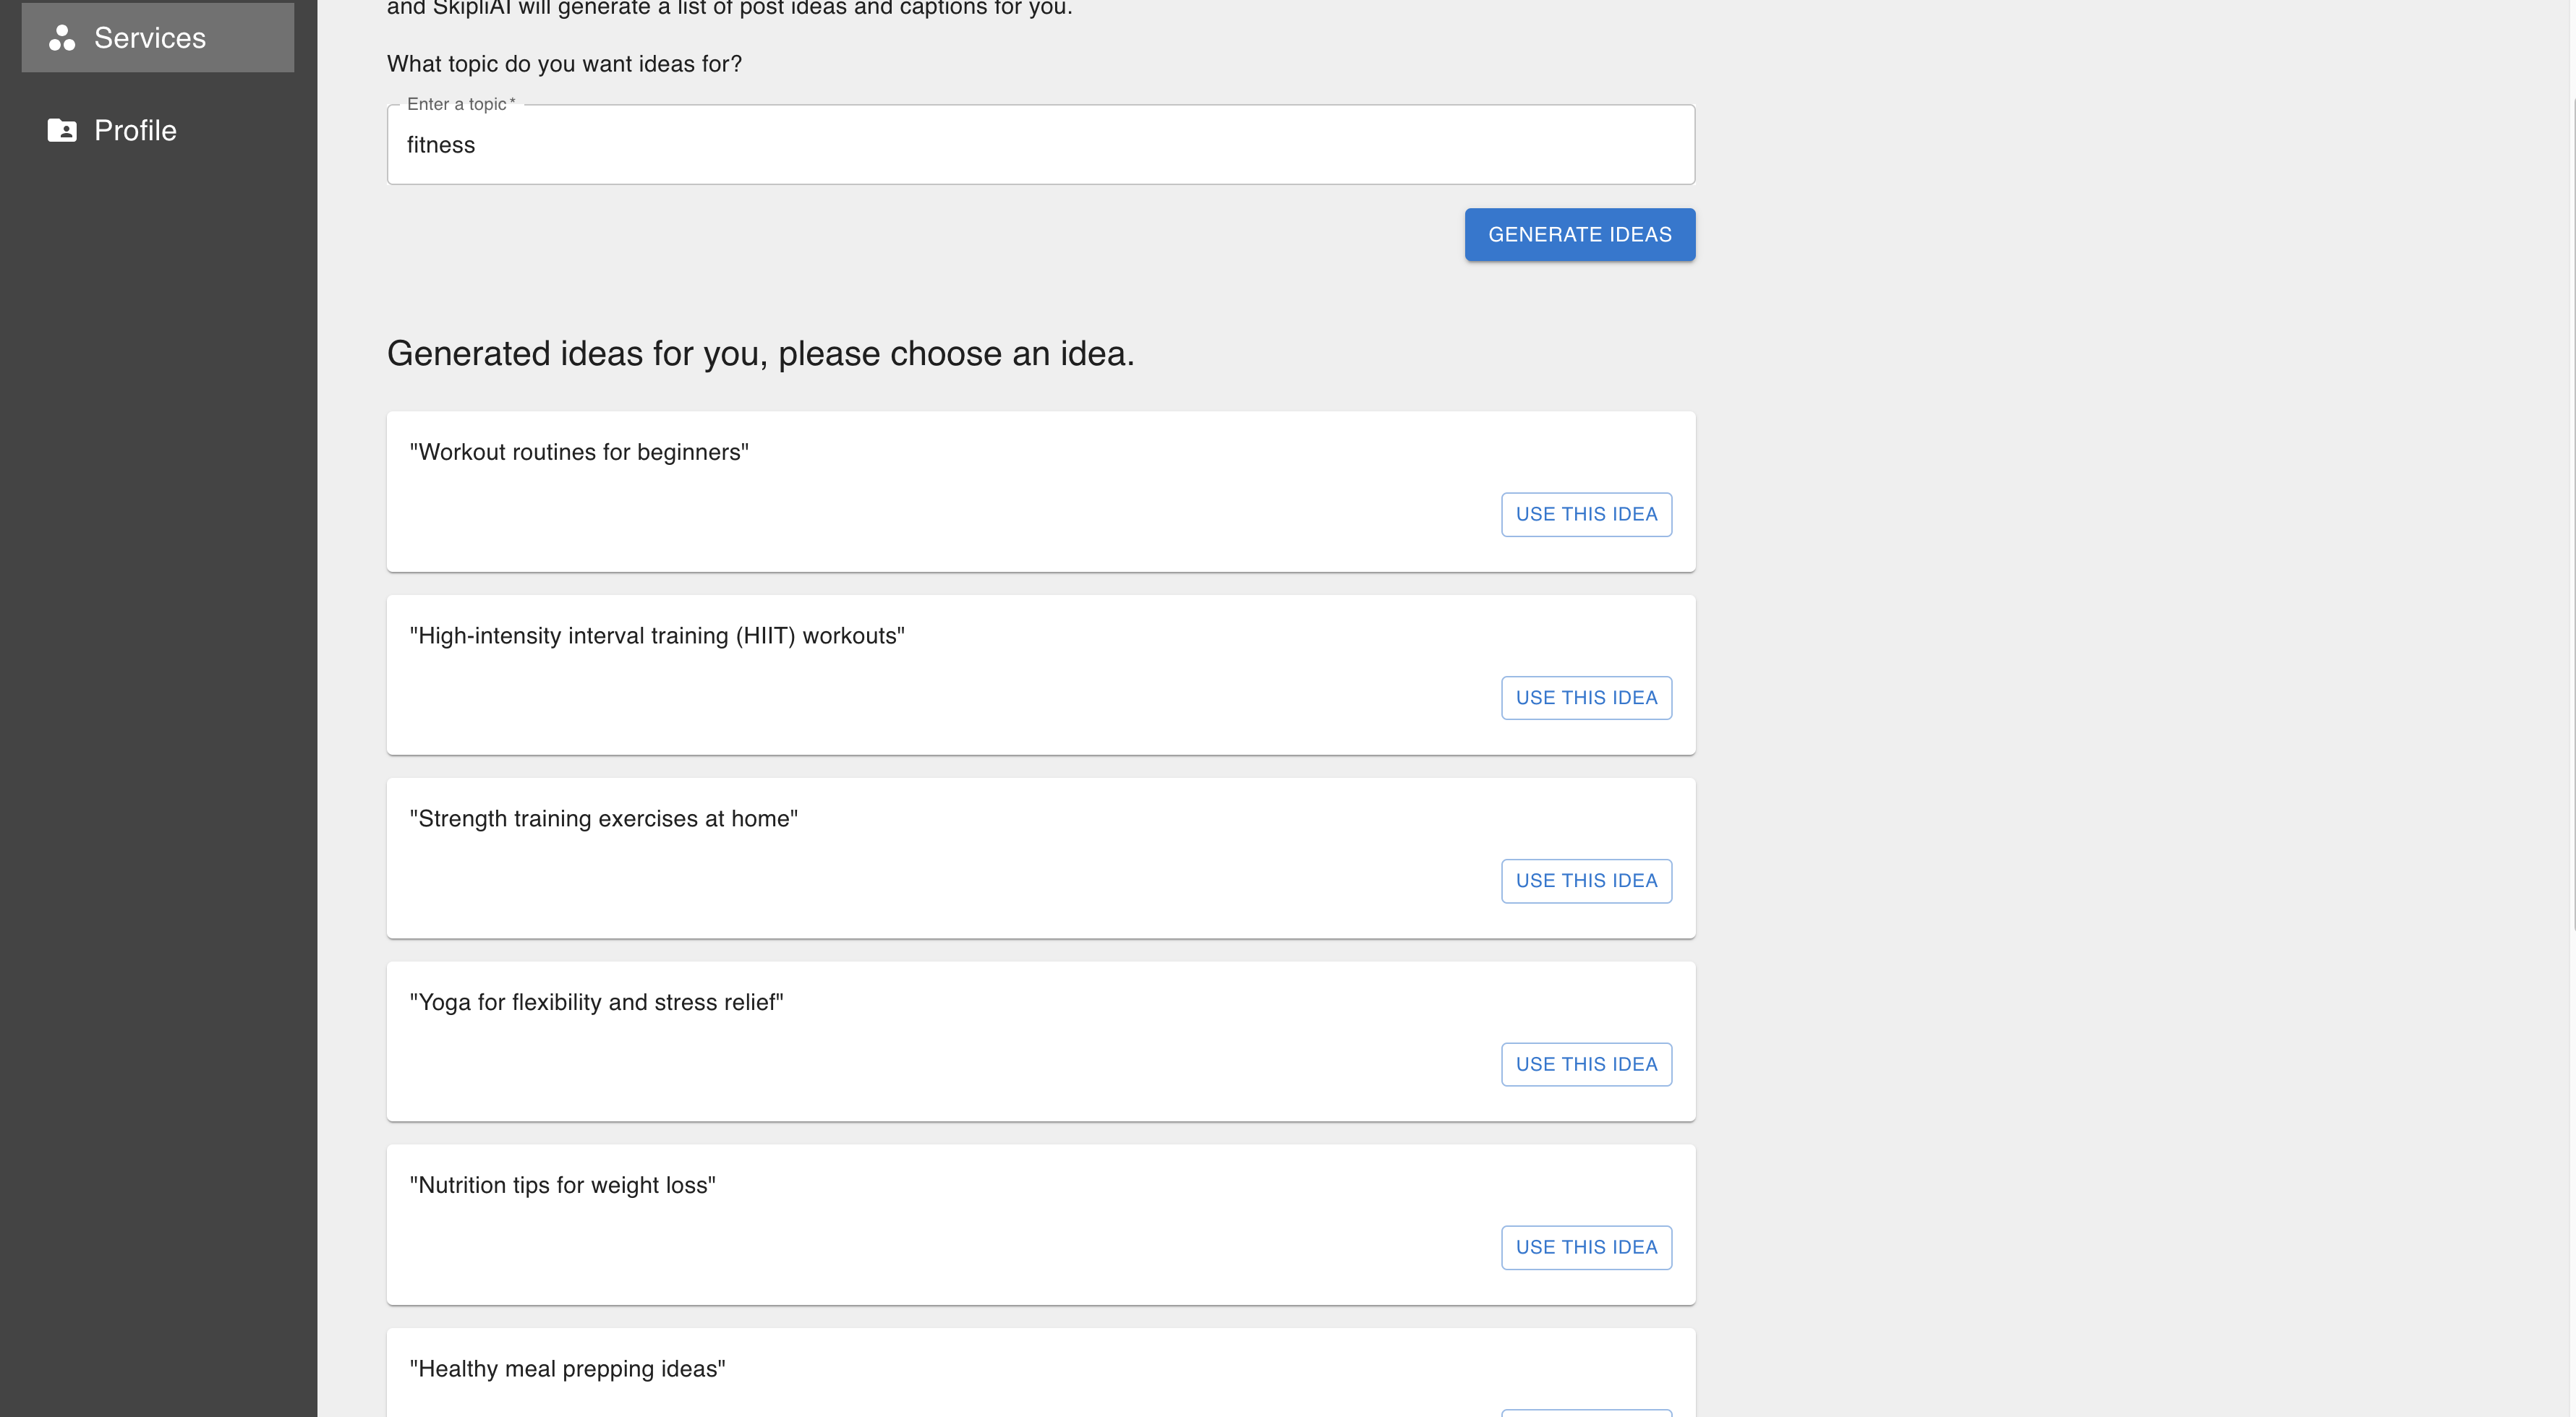 Services
Profile
and SkipliAI will generate a list of post ideas and captions for you.
What topic do you want ideas for?
Enter a topic *
fitness
GENERATE IDEAS
Generated ideas for you, please choose an idea.
"Workout routines for beginners"
USE THIS IDEA
"High-intensity interval training (HIIT) workouts"
USE THIS IDEA
"Strength training exercises at home"
USE THIS IDEA
"Yoga for flexibility and stress relief"
USE THIS IDEA
"Nutrition tips for weight loss"
USE THIS IDEA
"Healthy meal prepping ideas"